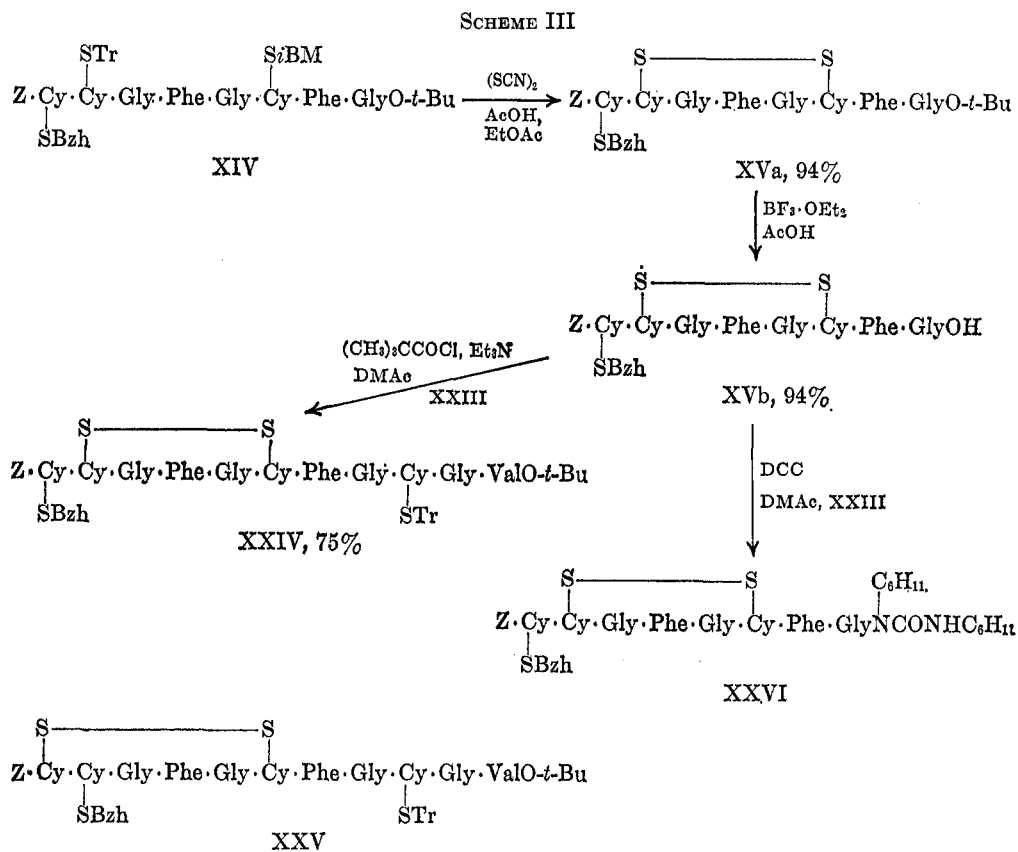 SCHEME III
STr SiBM
Z·Cy·Cy·Gly·Phe·Gly·Cy·Phe·GlyO-t-Bu
SBzh
XIV
(SCN)₂
AcOH,
EtOAc
S S
Z·Cy·Cy·Gly·Phe·Gly·Cy·Phe·GlyO-t-Bu
SBzh
XVa, 94%
BF₃·OEt₂
AcOH
S S
Z·Cy·Cy·Gly·Phe·Gly·Cy·Phe·GlyOH
SBzh
XVb, 94%
(CH₃)₃CCOCl, Et₃N
DMAc
XXIII
S S
Z·Cy·Cy·Gly·Phe·Gly·Cy·Phe·Gly·Cy·Gly·ValO-t-Bu
SBzh STr
XXIV, 75%
DCC
DMAc, XXIII
S S C₆H₁₁
Z·Cy·Cy·Gly·Phe·Gly·Cy·Phe·GlyNCONHC₆H₁₁
SBzh
XXVI
S S
Z·Cy·Cy·Gly·Phe·Gly·Cy·Phe·Gly·Cy·Gly·ValO-t-Bu
SBzh STr
XXV